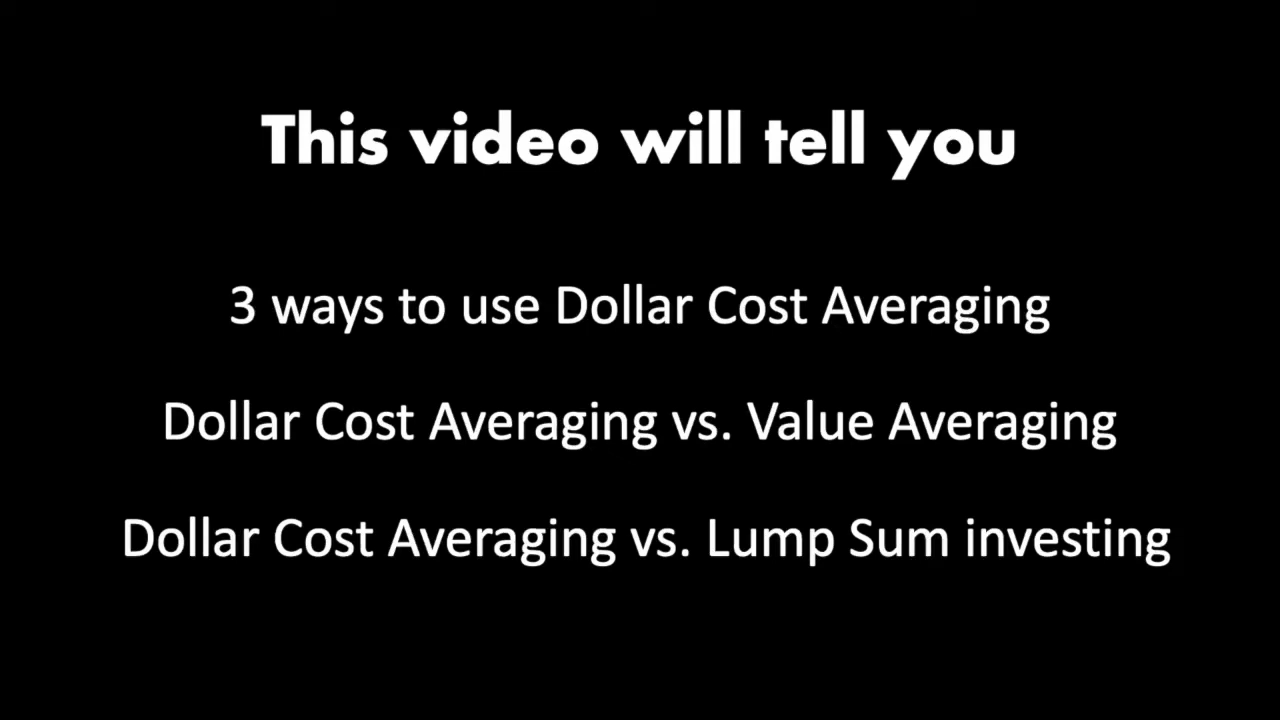 This video will tell you
3 ways to use Dollar Cost Averaging
Dollar Cost Averaging vs. Value Averaging
Dollar Cost Averaging vs. Lump Sum investing